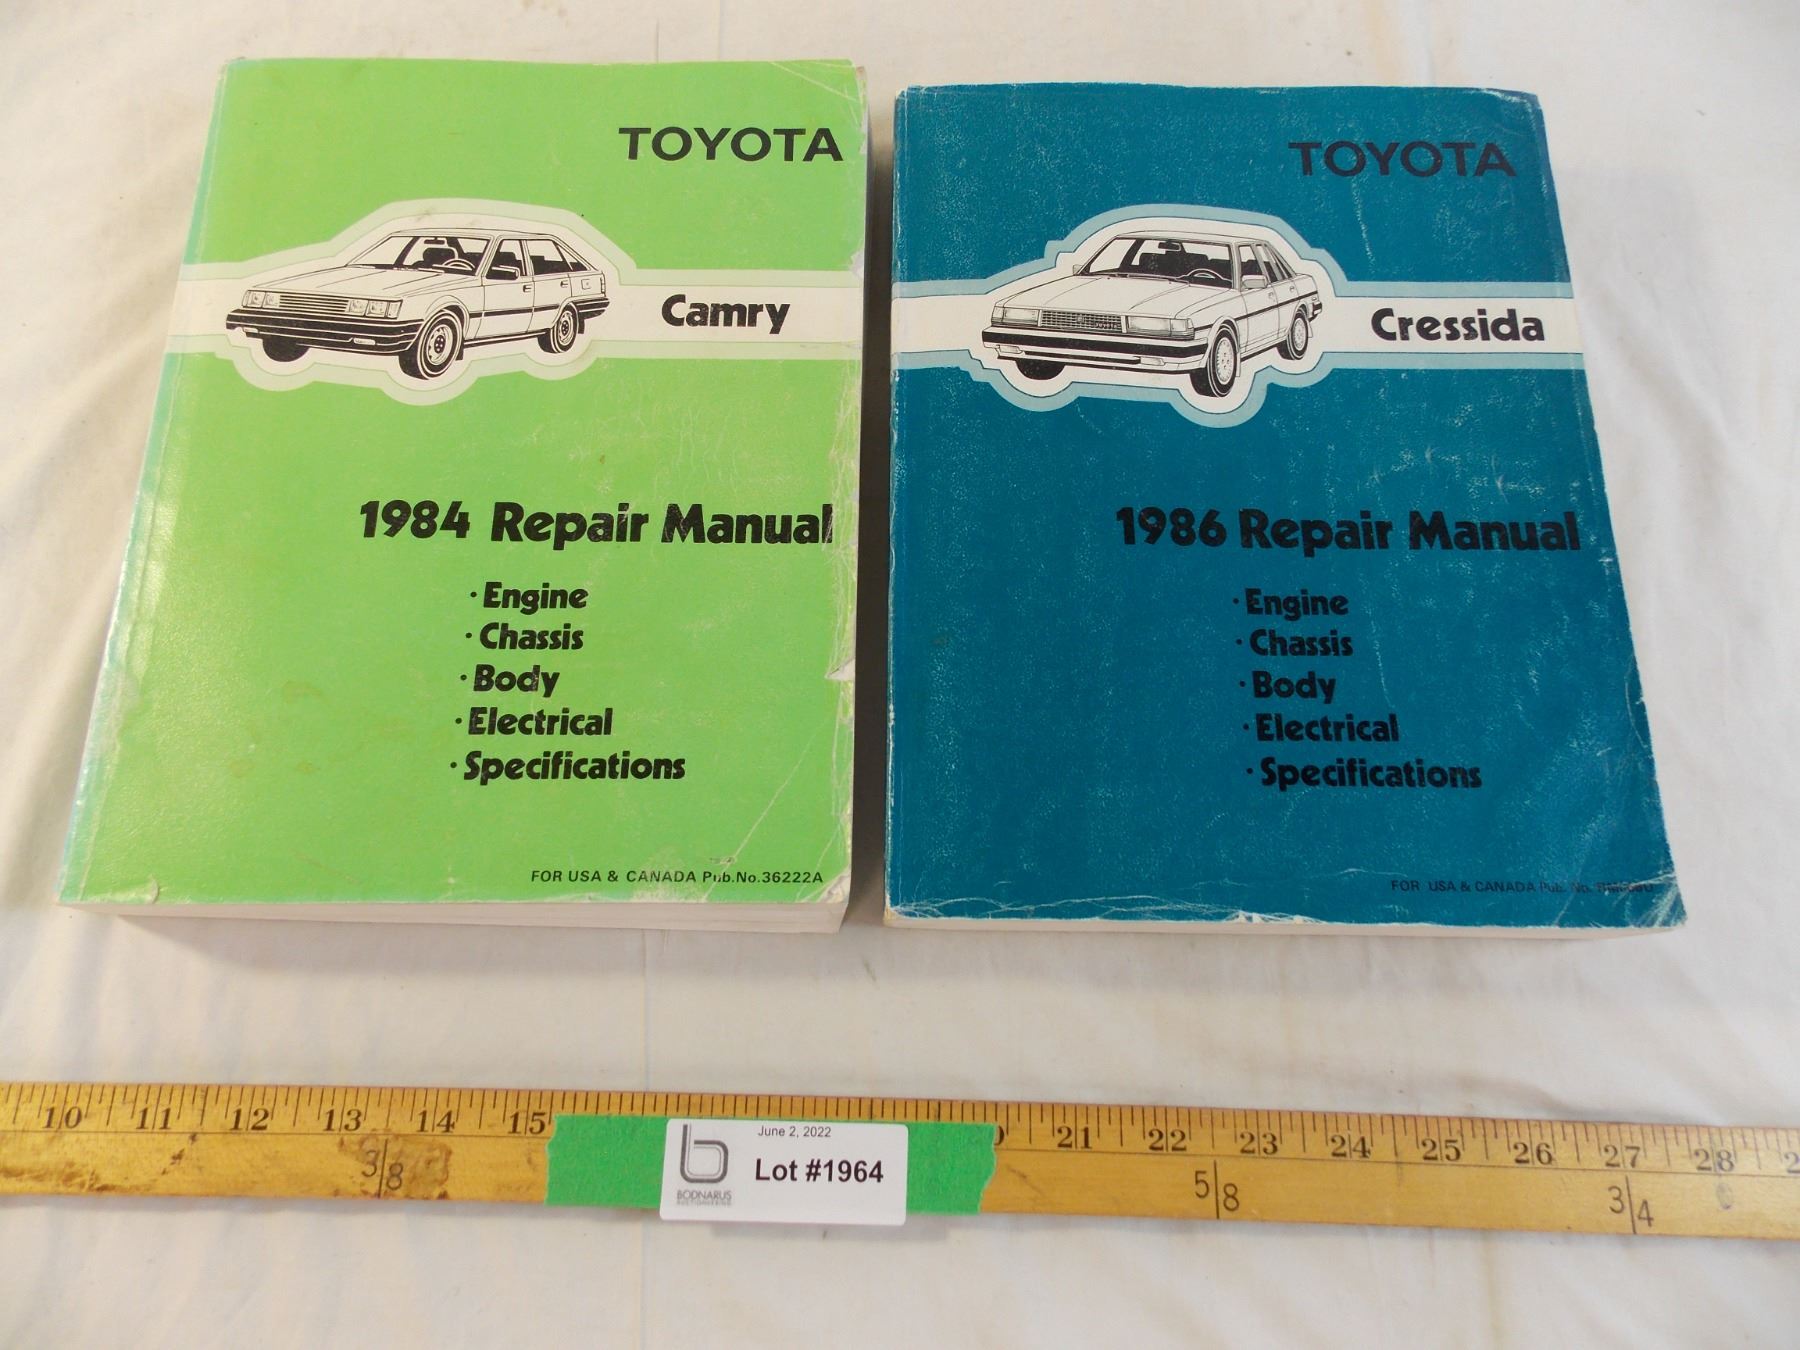 TOYOTA
Camry
1984 Repair Manual
· Engine
· Chassis
· Body
· Electrical
· Specifications
FOR USA & CANADA Pub.No.36222A
TOYOTA
Cressida
1986 Repair Manual
· Engine
· Chassis
· Body
· Electrical
· Specifications
FOR USA & CANADA Pub. No.
10 11 12 13 14 15 21 22 23 24 25 26 27 28
3/8 5/8 3/4
June 2, 2022
Lot #1964
BODNARUS
AUCTIONEERING